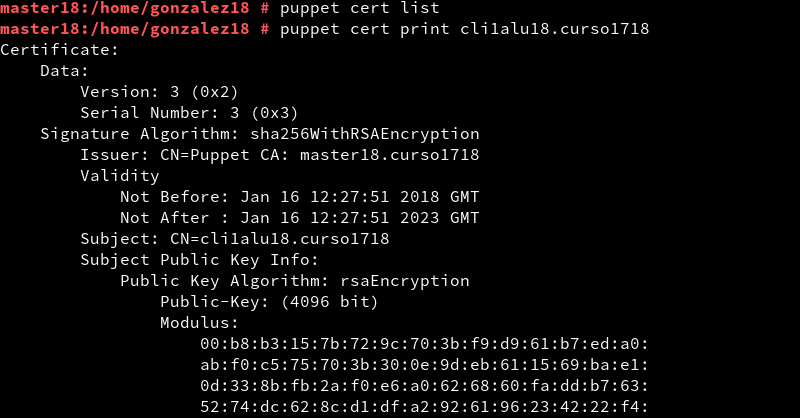 master18:/home/gonzalez18 # puppet cert list
master18:/home/gonzalez18 # puppet cert print cli1alu18.curso1718
Certificate:
    Data:
        Version: 3 (0x2)
        Serial Number: 3 (0x3)
    Signature Algorithm: sha256WithRSAEncryption
        Issuer: CN=Puppet CA: master18.curso1718
        Validity
            Not Before: Jan 16 12:27:51 2018 GMT
            Not After : Jan 16 12:27:51 2023 GMT
        Subject: CN=cli1alu18.curso1718
        Subject Public Key Info:
            Public Key Algorithm: rsaEncryption
                Public-Key: (4096 bit)
                Modulus:
                    00:b8:b3:15:7b:72:9c:70:3b:f9:d9:61:b7:ed:a0:
                    ab:f0:c5:75:70:3b:30:0e:9d:eb:61:15:69:ba:e1:
                    0d:33:8b:fb:2a:f0:e6:a0:62:68:60:fa:dd:b7:63:
                    52:74:dc:62:8c:d1:df:a2:92:61:96:23:42:22:f4: